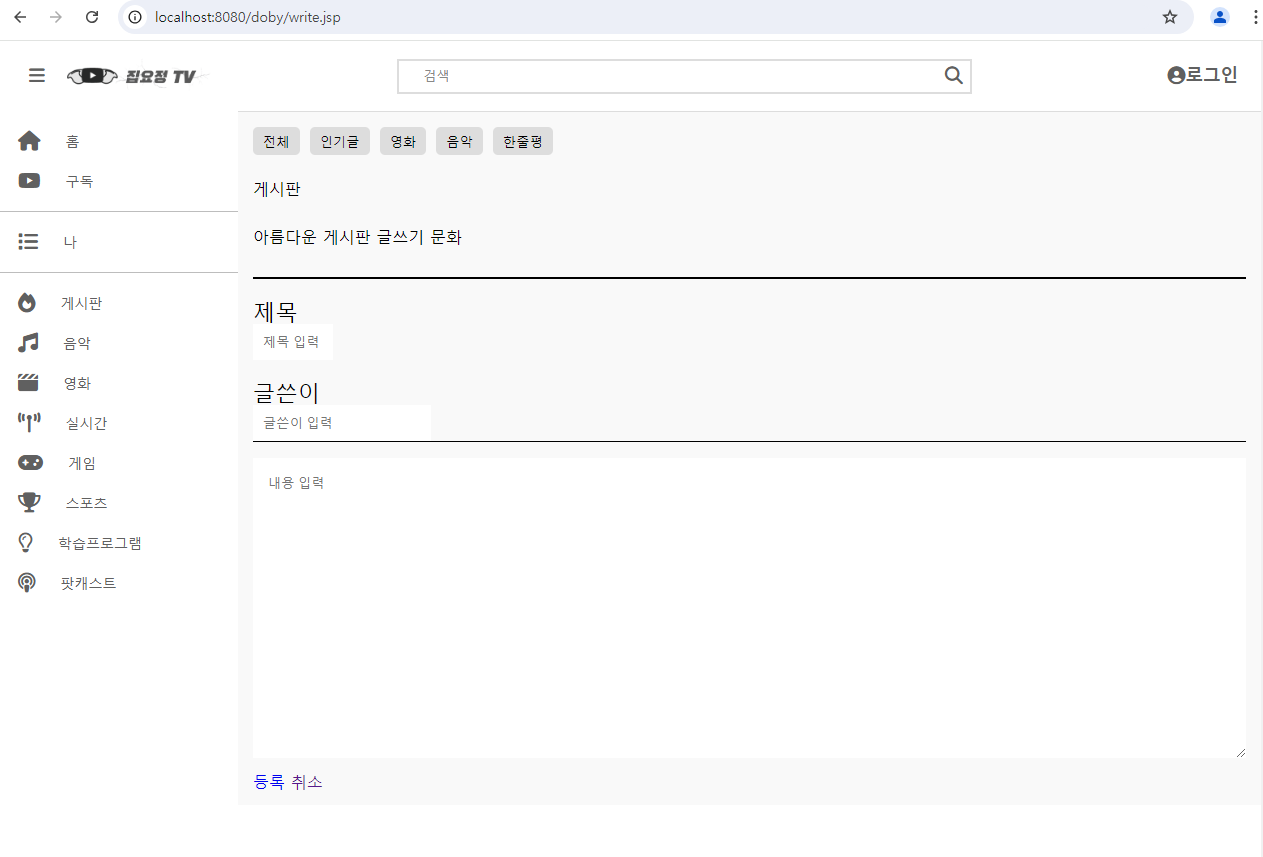 localhost:8080/doby/write.jsp
집요정 TV
검색
로그인
홈
구독
나
게시판
음악
영화
실시간
게임
스포츠
학습프로그램
팟캐스트
전체 인기글 영화 음악 한줄평
게시판
아름다운 게시판 글쓰기 문화
제목
제목 입력
글쓴이
글쓴이 입력
내용 입력
등록 취소